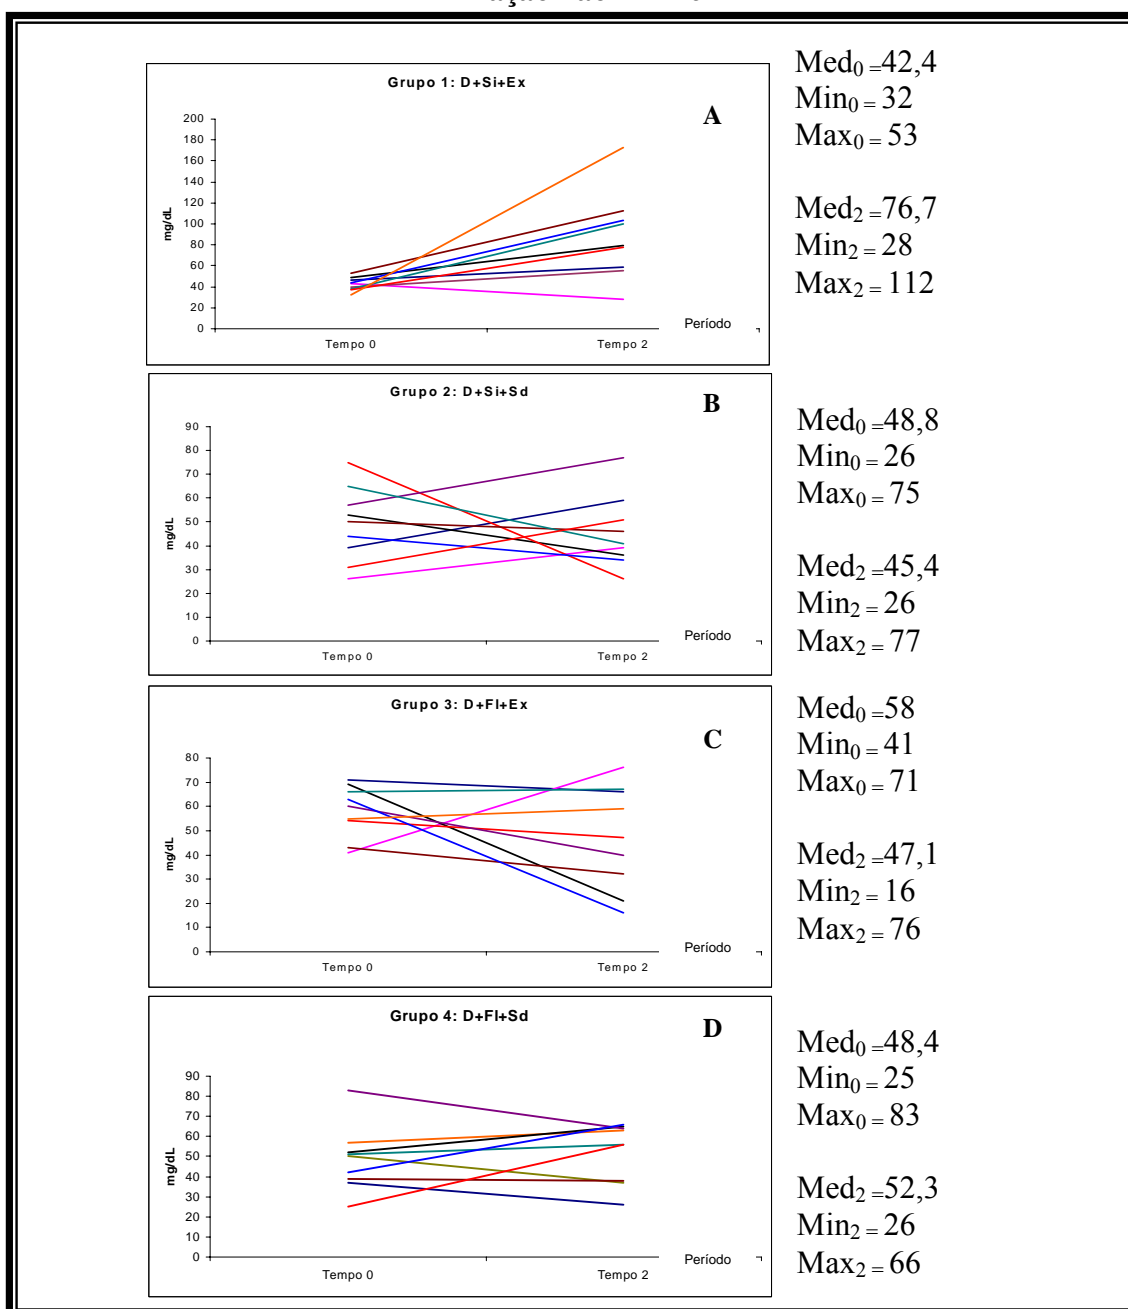 Grupo 1: D+Si+Ex
A
mg/dL
200
180
160
140
120
100
80
60
40
20
0
Tempo 0
Tempo 2
Período
Med0 =42,4
Min0 = 32
Max0 = 53
Med2 =76,7
Min2 = 28
Max2 = 112
Grupo 2: D+Si+Sd
B
mg/dL
90
80
70
60
50
40
30
20
10
0
Tempo 0
Tempo 2
Período
Med0 =48,8
Min0 = 26
Max0 = 75
Med2 =45,4
Min2 = 26
Max2 = 77
Grupo 3: D+Fl+Ex
C
mg/dL
80
70
60
50
40
30
20
10
0
Tempo 0
Tempo 2
Período
Med0 =58
Min0 = 41
Max0 = 71
Med2 =47,1
Min2 = 16
Max2 = 76
Grupo 4: D+Fl+Sd
D
mg/dL
90
80
70
60
50
40
30
20
10
0
Tempo 0
Tempo 2
Período
Med0 =48,4
Min0 = 25
Max0 = 83
Med2 =52,3
Min2 = 26
Max2 = 66